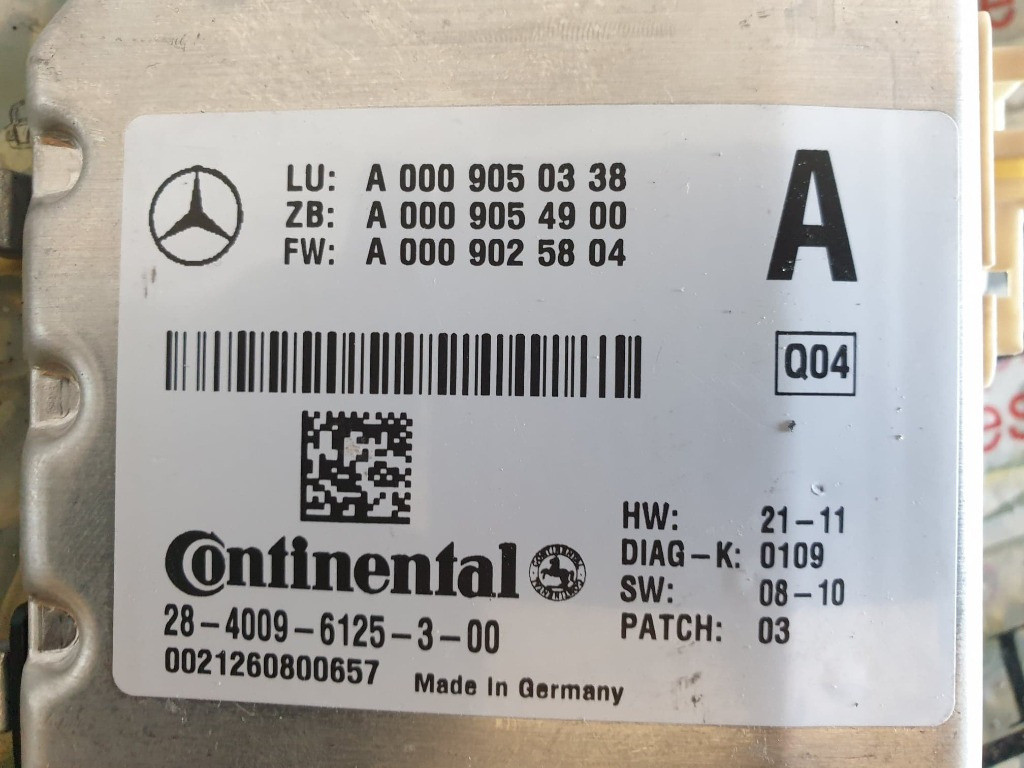 LU: A 000 905 03 38
ZB: A 000 905 49 00
FW: A 000 902 58 04
A
Q04
HW: 21-11
DIAG-K: 0109
SW: 08-10
PATCH: 03
Continental
28-4009-6125-3-00
0021260800657
Made In Germany
e
es